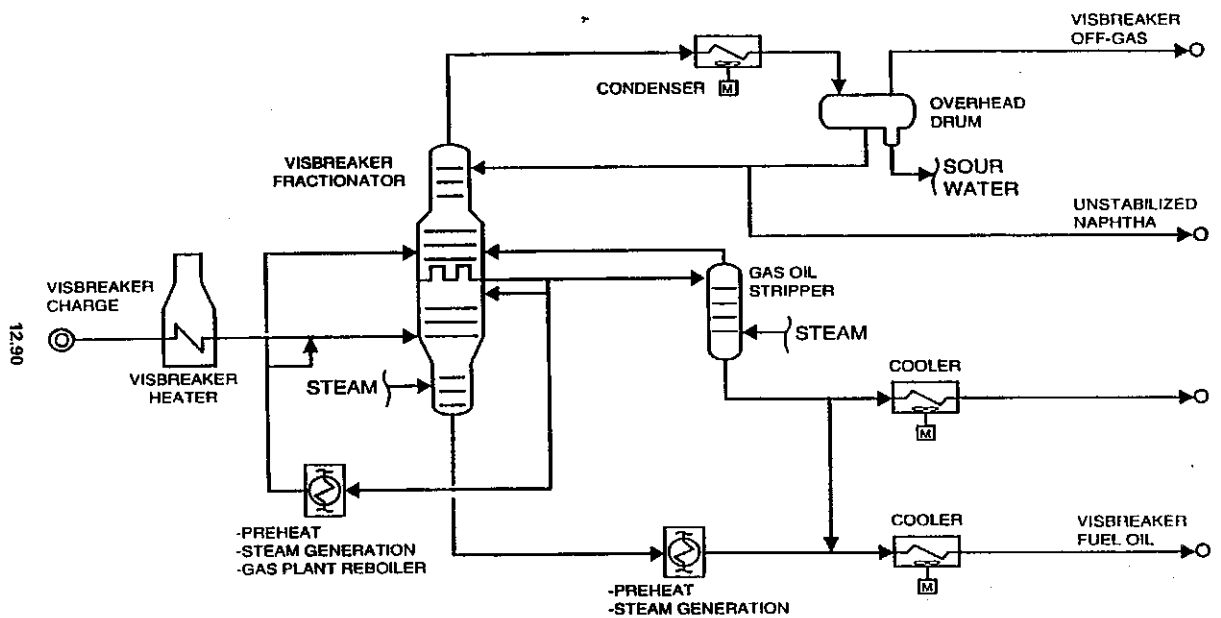 VISBREAKER
OFF-GAS
CONDENSER
M
OVERHEAD
DRUM
VISBREAKER
FRACTIONATOR
SOUR
WATER
UNSTABILIZED
NAPHTHA
GAS OIL
STRIPPER
VISBREAKER
CHARGE
12.90
STEAM
VISBREAKER
HEATER
STEAM
COOLER
M
-PREHEAT
-STEAM GENERATION
-GAS PLANT REBOILER
COOLER
VISBREAKER
FUEL OIL
M
-PREHEAT
-STEAM GENERATION